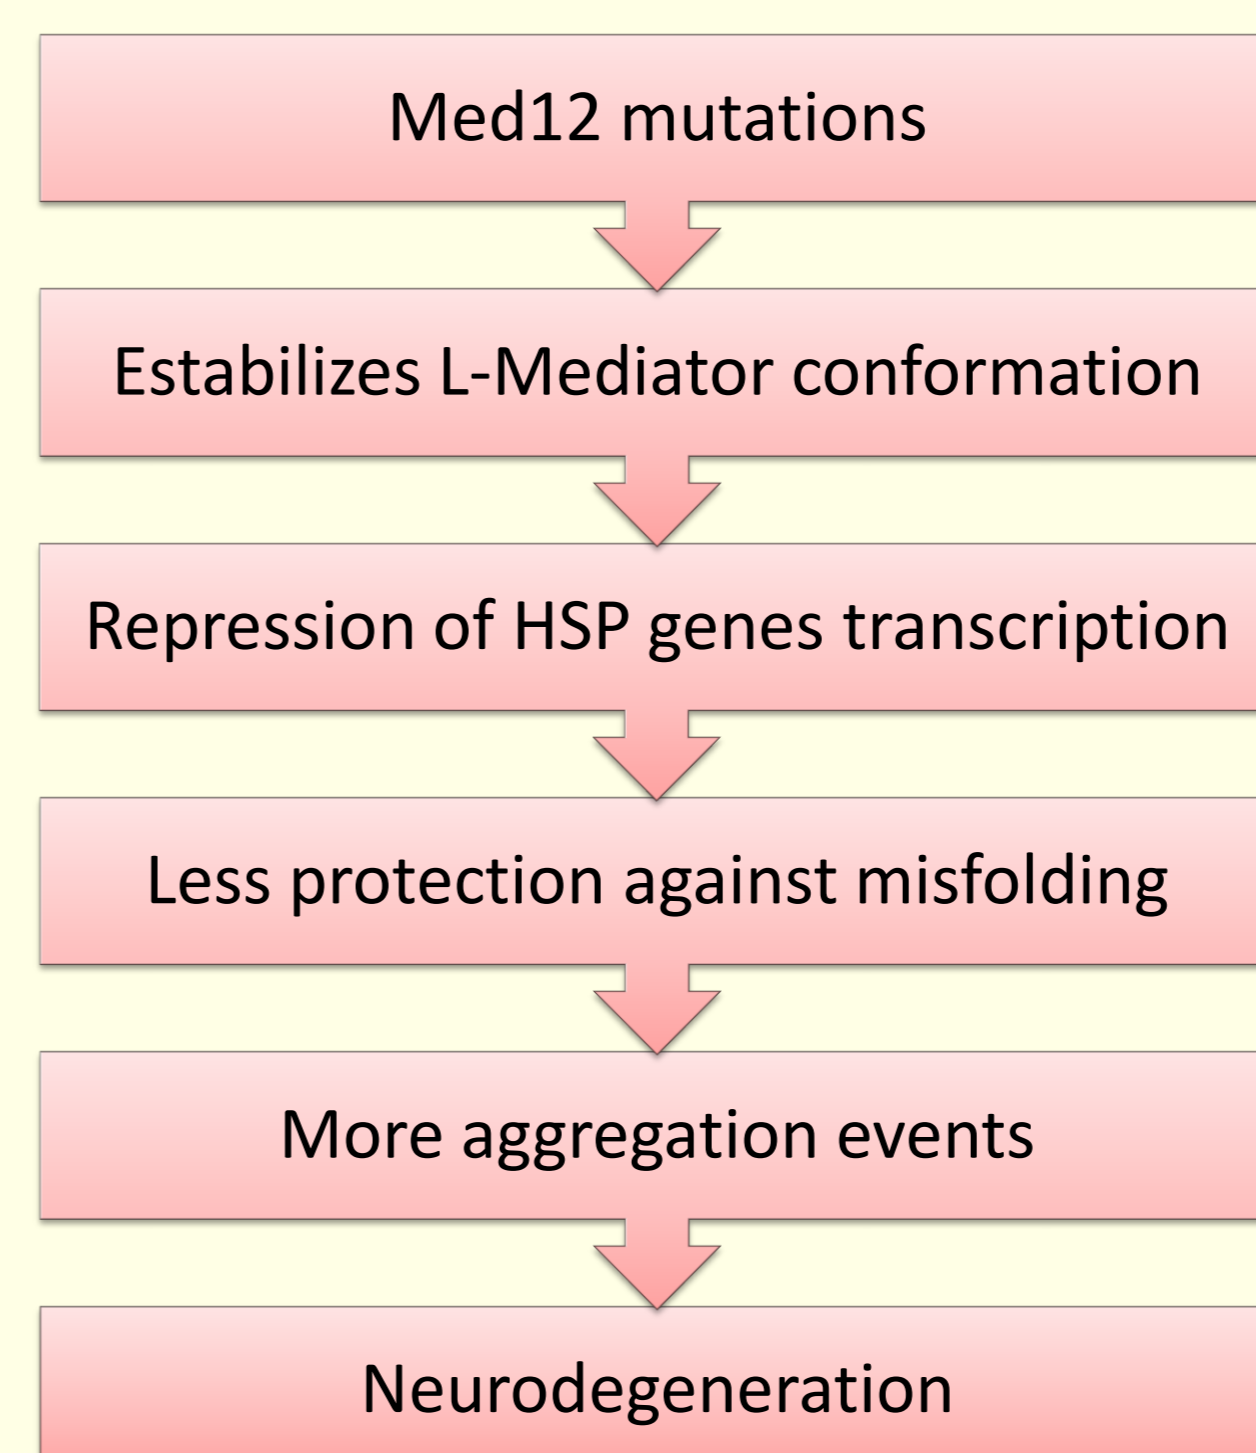 Med12 mutations
Estabilizes L-Mediator conformation
Repression of HSP genes transcription
Less protection against misfolding
More aggregation events
Neurodegeneration